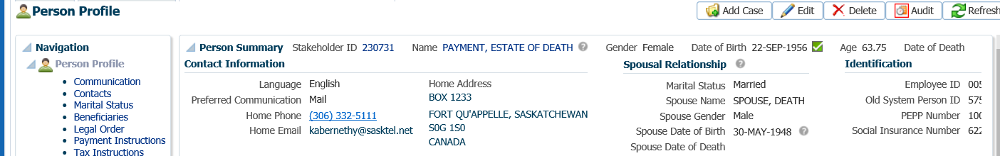 Person Profile
Add Case Edit Delete Audit Refresh
Navigation
Person Profile
Communication
Contacts
Marital Status
Beneficiaries
Legal Order
Payment Instructions
Tax Instructions
Person Summary Stakeholder ID 230731 Name PAYMENT, ESTATE OF DEATH Gender Female Date of Birth 22-SEP-1956 Age 63.75 Date of Death
Contact Information
Language English
Preferred Communication Mail
Home Phone (306) 332-5111
Home Email kabernethy@sasktel.net
Home Address
BOX 1233
FORT QU'APPELLE, SASKATCHEWAN
S0G 1S0
CANADA
Spousal Relationship
Marital Status Married
Spouse Name SPOUSE, DEATH
Spouse Gender Male
Spouse Date of Birth 30-MAY-1948
Spouse Date of Death
Identification
Employee ID 005
Old System Person ID 575
PEPP Number 100
Social Insurance Number 622